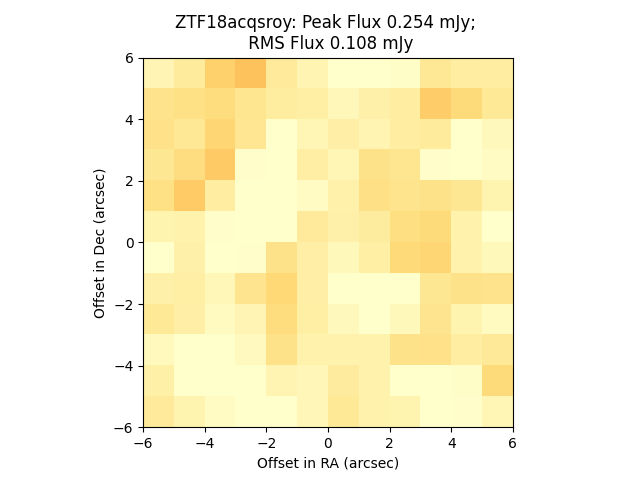 ZTF18acqsroy: Peak Flux 0.254 mJy;
RMS Flux 0.108 mJy
6
4
2
0
−2
−4
−6
Offset in Dec (arcsec)
−6 −4 −2 0 2 4 6
Offset in RA (arcsec)